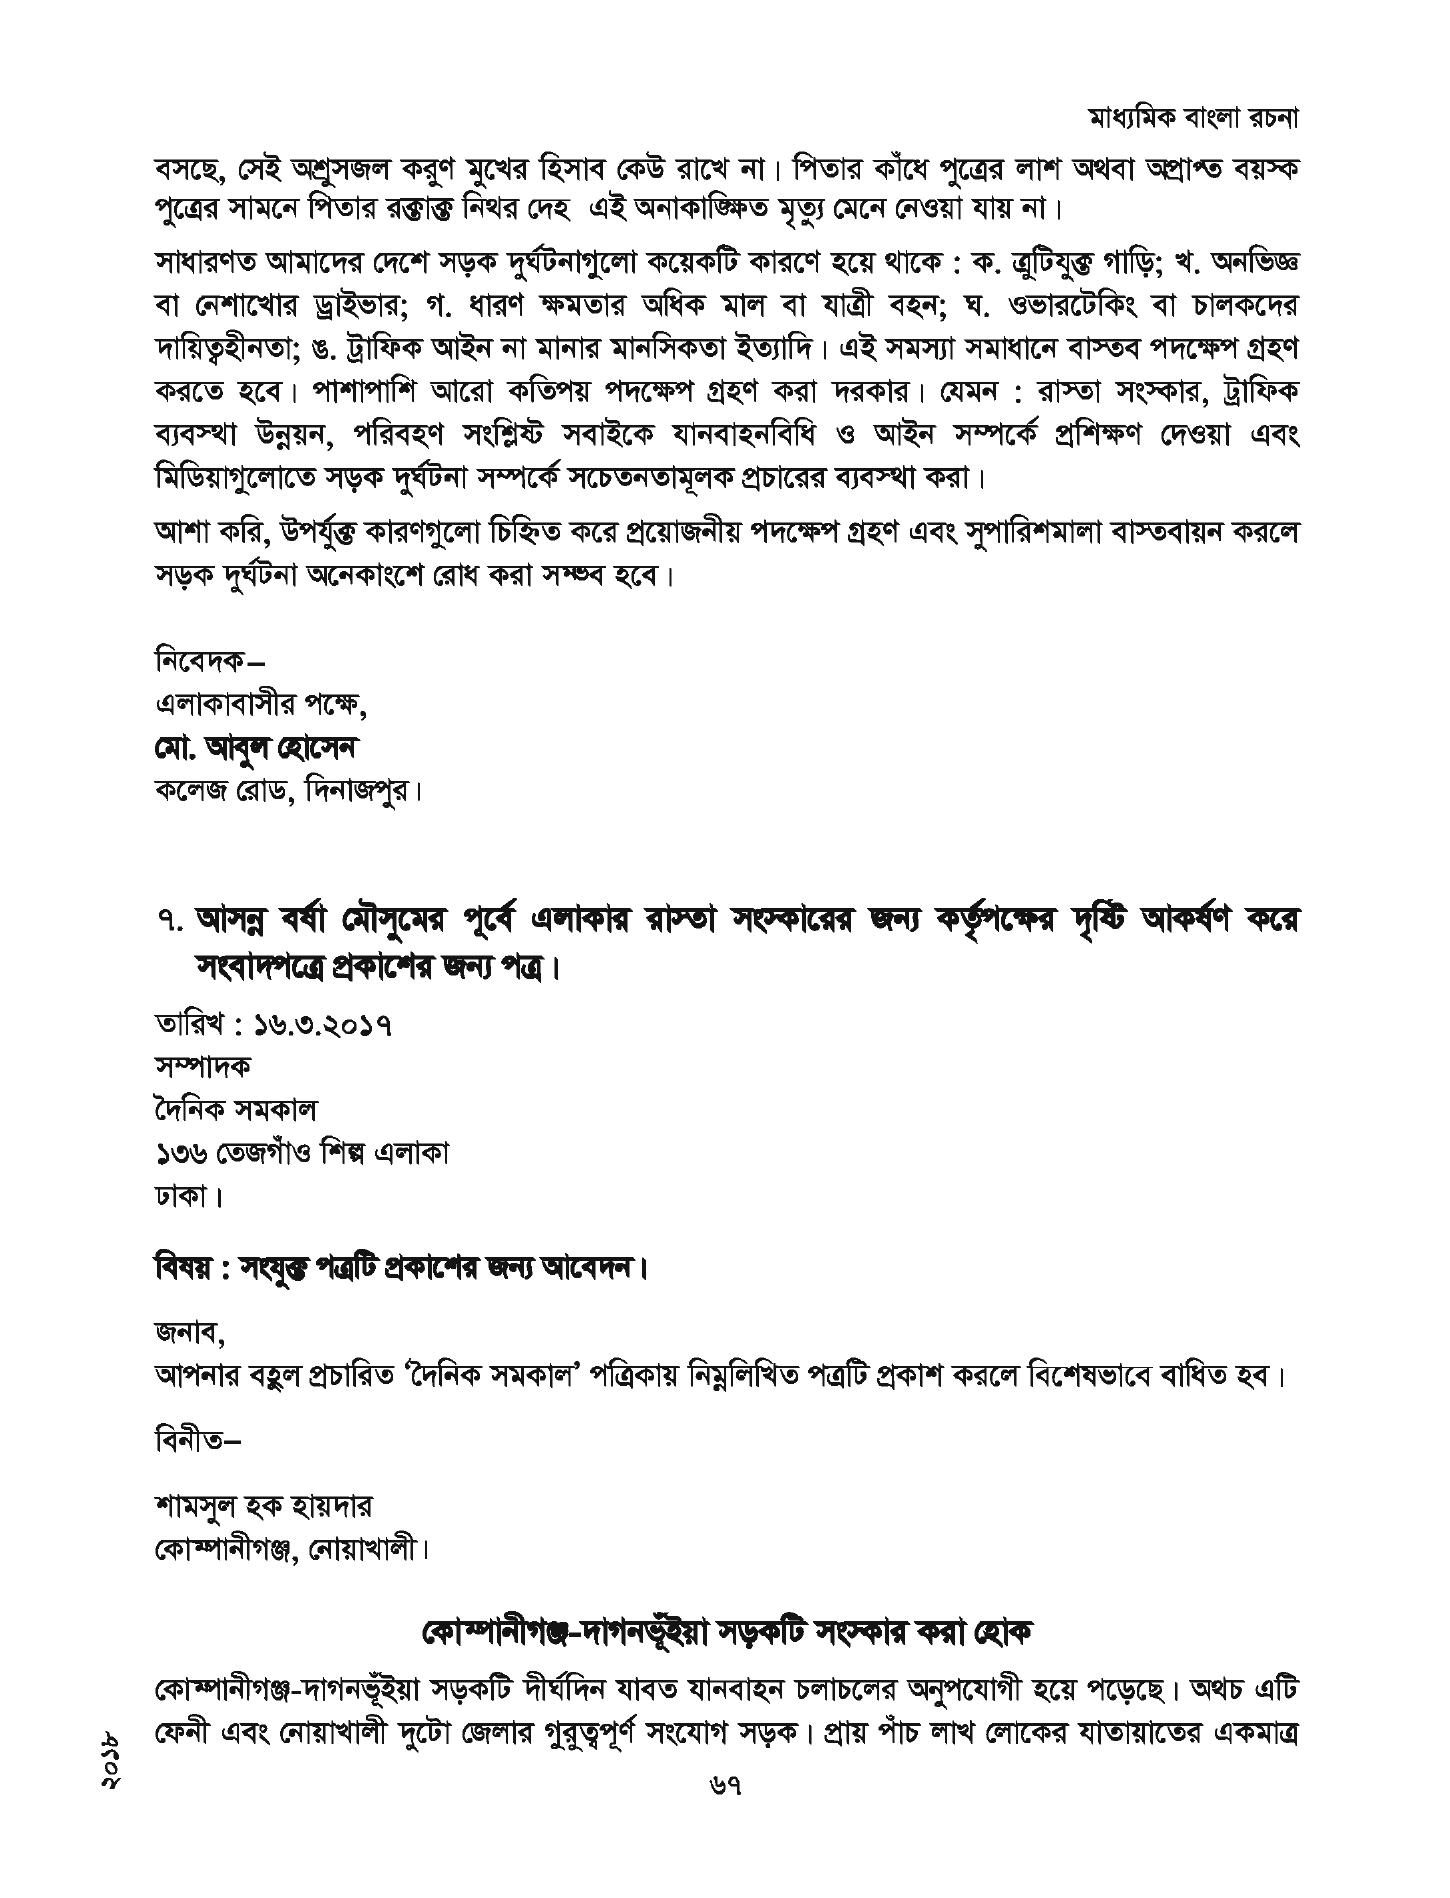 মাধ্যমিক বাংলা রচনা
বসছে, সেই অশ্রুসজল করুণ মুখের হিসাব কেউ রাখে না। পিতার কাঁধে পুত্রের লাশ অথবা অপ্রাপ্ত বয়স্ক
পুত্রের সামনে পিতার রক্তাক্ত নিথর দেহ এই অনাকাঙ্ক্ষিত মৃত্যু মেনে নেওয়া যায় না।
সাধারণত আমাদের দেশে সড়ক দুর্ঘটনাগুলো কয়েকটি কারণে হয়ে থাকে : ক. ত্রুটিযুক্ত গাড়ি; খ. অনভিজ্ঞ
বা নেশাখোর ড্রাইভার; গ. ধারণ ক্ষমতার অধিক মাল বা যাত্রী বহন; ঘ. ওভারটেকিং বা চালকদের
দায়িত্বহীনতা; ঙ. ট্রাফিক আইন না মানার মানসিকতা ইত্যাদি। এই সমস্যা সমাধানে বাস্তব পদক্ষেপ গ্রহণ
করতে হবে। পাশাপাশি আরো কতিপয় পদক্ষেপ গ্রহণ করা দরকার। যেমন : রাস্তা সংস্কার, ট্রাফিক
ব্যবস্থা উন্নয়ন, পরিবহণ সংশ্লিষ্ট সবাইকে যানবাহনবিধি ও আইন সম্পর্কে প্রশিক্ষণ দেওয়া এবং
মিডিয়াগুলোতে সড়ক দুর্ঘটনা সম্পর্কে সচেতনতামূলক প্রচারের ব্যবস্থা করা।
আশা করি, উপর্যুক্ত কারণগুলো চিহ্নিত করে প্রয়োজনীয় পদক্ষেপ গ্রহণ এবং সুপারিশমালা বাস্তবায়ন করলে
সড়ক দুর্ঘটনা অনেকাংশে রোধ করা সম্ভব হবে।
নিবেদক–
এলাকাবাসীর পক্ষে,
মো. আবুল হোসেন
কলেজ রোড, দিনাজপুর।
৭. আসন্ন বর্ষা মৌসুমের পূর্বে এলাকার রাস্তা সংস্কারের জন্য কর্তৃপক্ষের দৃষ্টি আকর্ষণ করে
সংবাদপত্রে প্রকাশের জন্য পত্র।
তারিখ : ১৬.৩.২০১৭
সম্পাদক
দৈনিক সমকাল
১৩৬ তেজগাঁও শিল্প এলাকা
ঢাকা।
বিষয় : সংযুক্ত পত্রটি প্রকাশের জন্য আবেদন।
জনাব,
আপনার বহুল প্রচারিত ‘দৈনিক সমকাল’ পত্রিকায় নিম্নলিখিত পত্রটি প্রকাশ করলে বিশেষভাবে বাধিত হব।
বিনীত–
শামসুল হক হায়দার
কোম্পানীগঞ্জ, নোয়াখালী।
কোম্পানীগঞ্জ-দাগনভূঁইয়া সড়কটি সংস্কার করা হোক
কোম্পানীগঞ্জ-দাগনভূঁইয়া সড়কটি দীর্ঘদিন যাবত যানবাহন চলাচলের অনুপযোগী হয়ে পড়েছে। অথচ এটি
ফেনী এবং নোয়াখালী দুটো জেলার গুরুত্বপূর্ণ সংযোগ সড়ক। প্রায় পাঁচ লাখ লোকের যাতায়াতের একমাত্র
২০১৮
৬৭